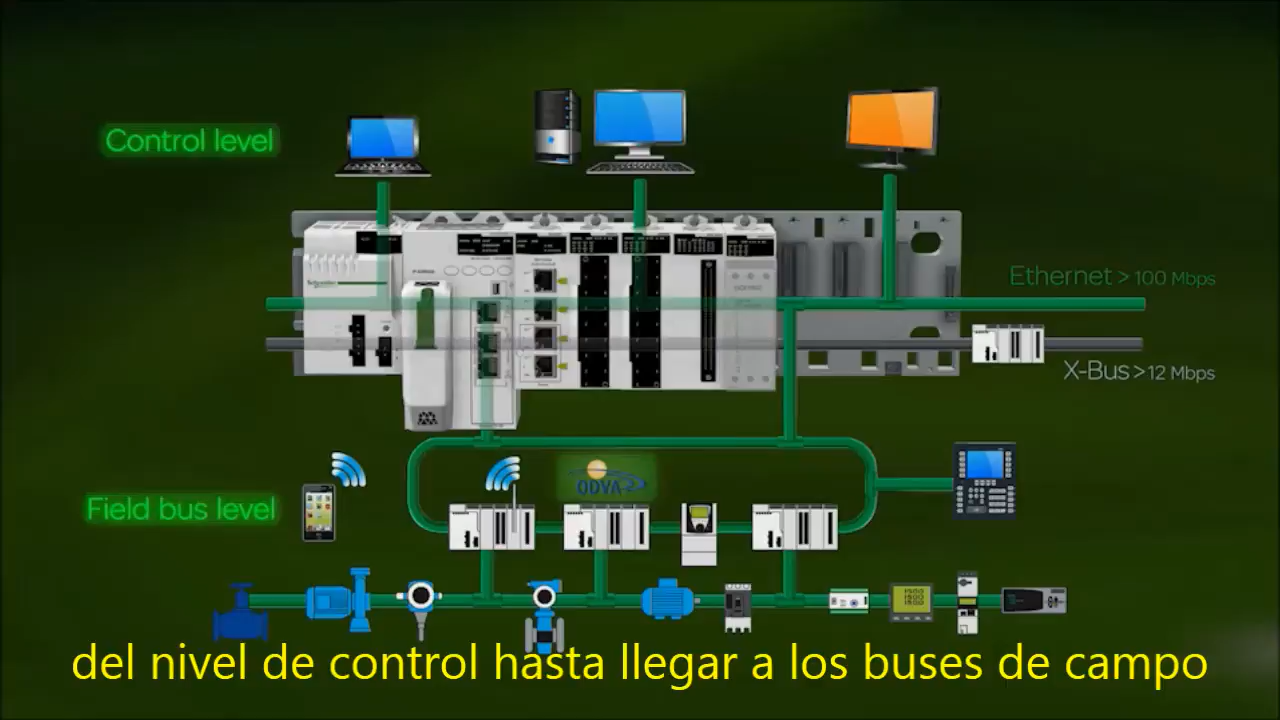 Control level
Schneider
Ethernet > 100 Mbps
X-Bus > 12 Mbps
ODVA
Field bus level
del nivel de control hasta llegar a los buses de campo